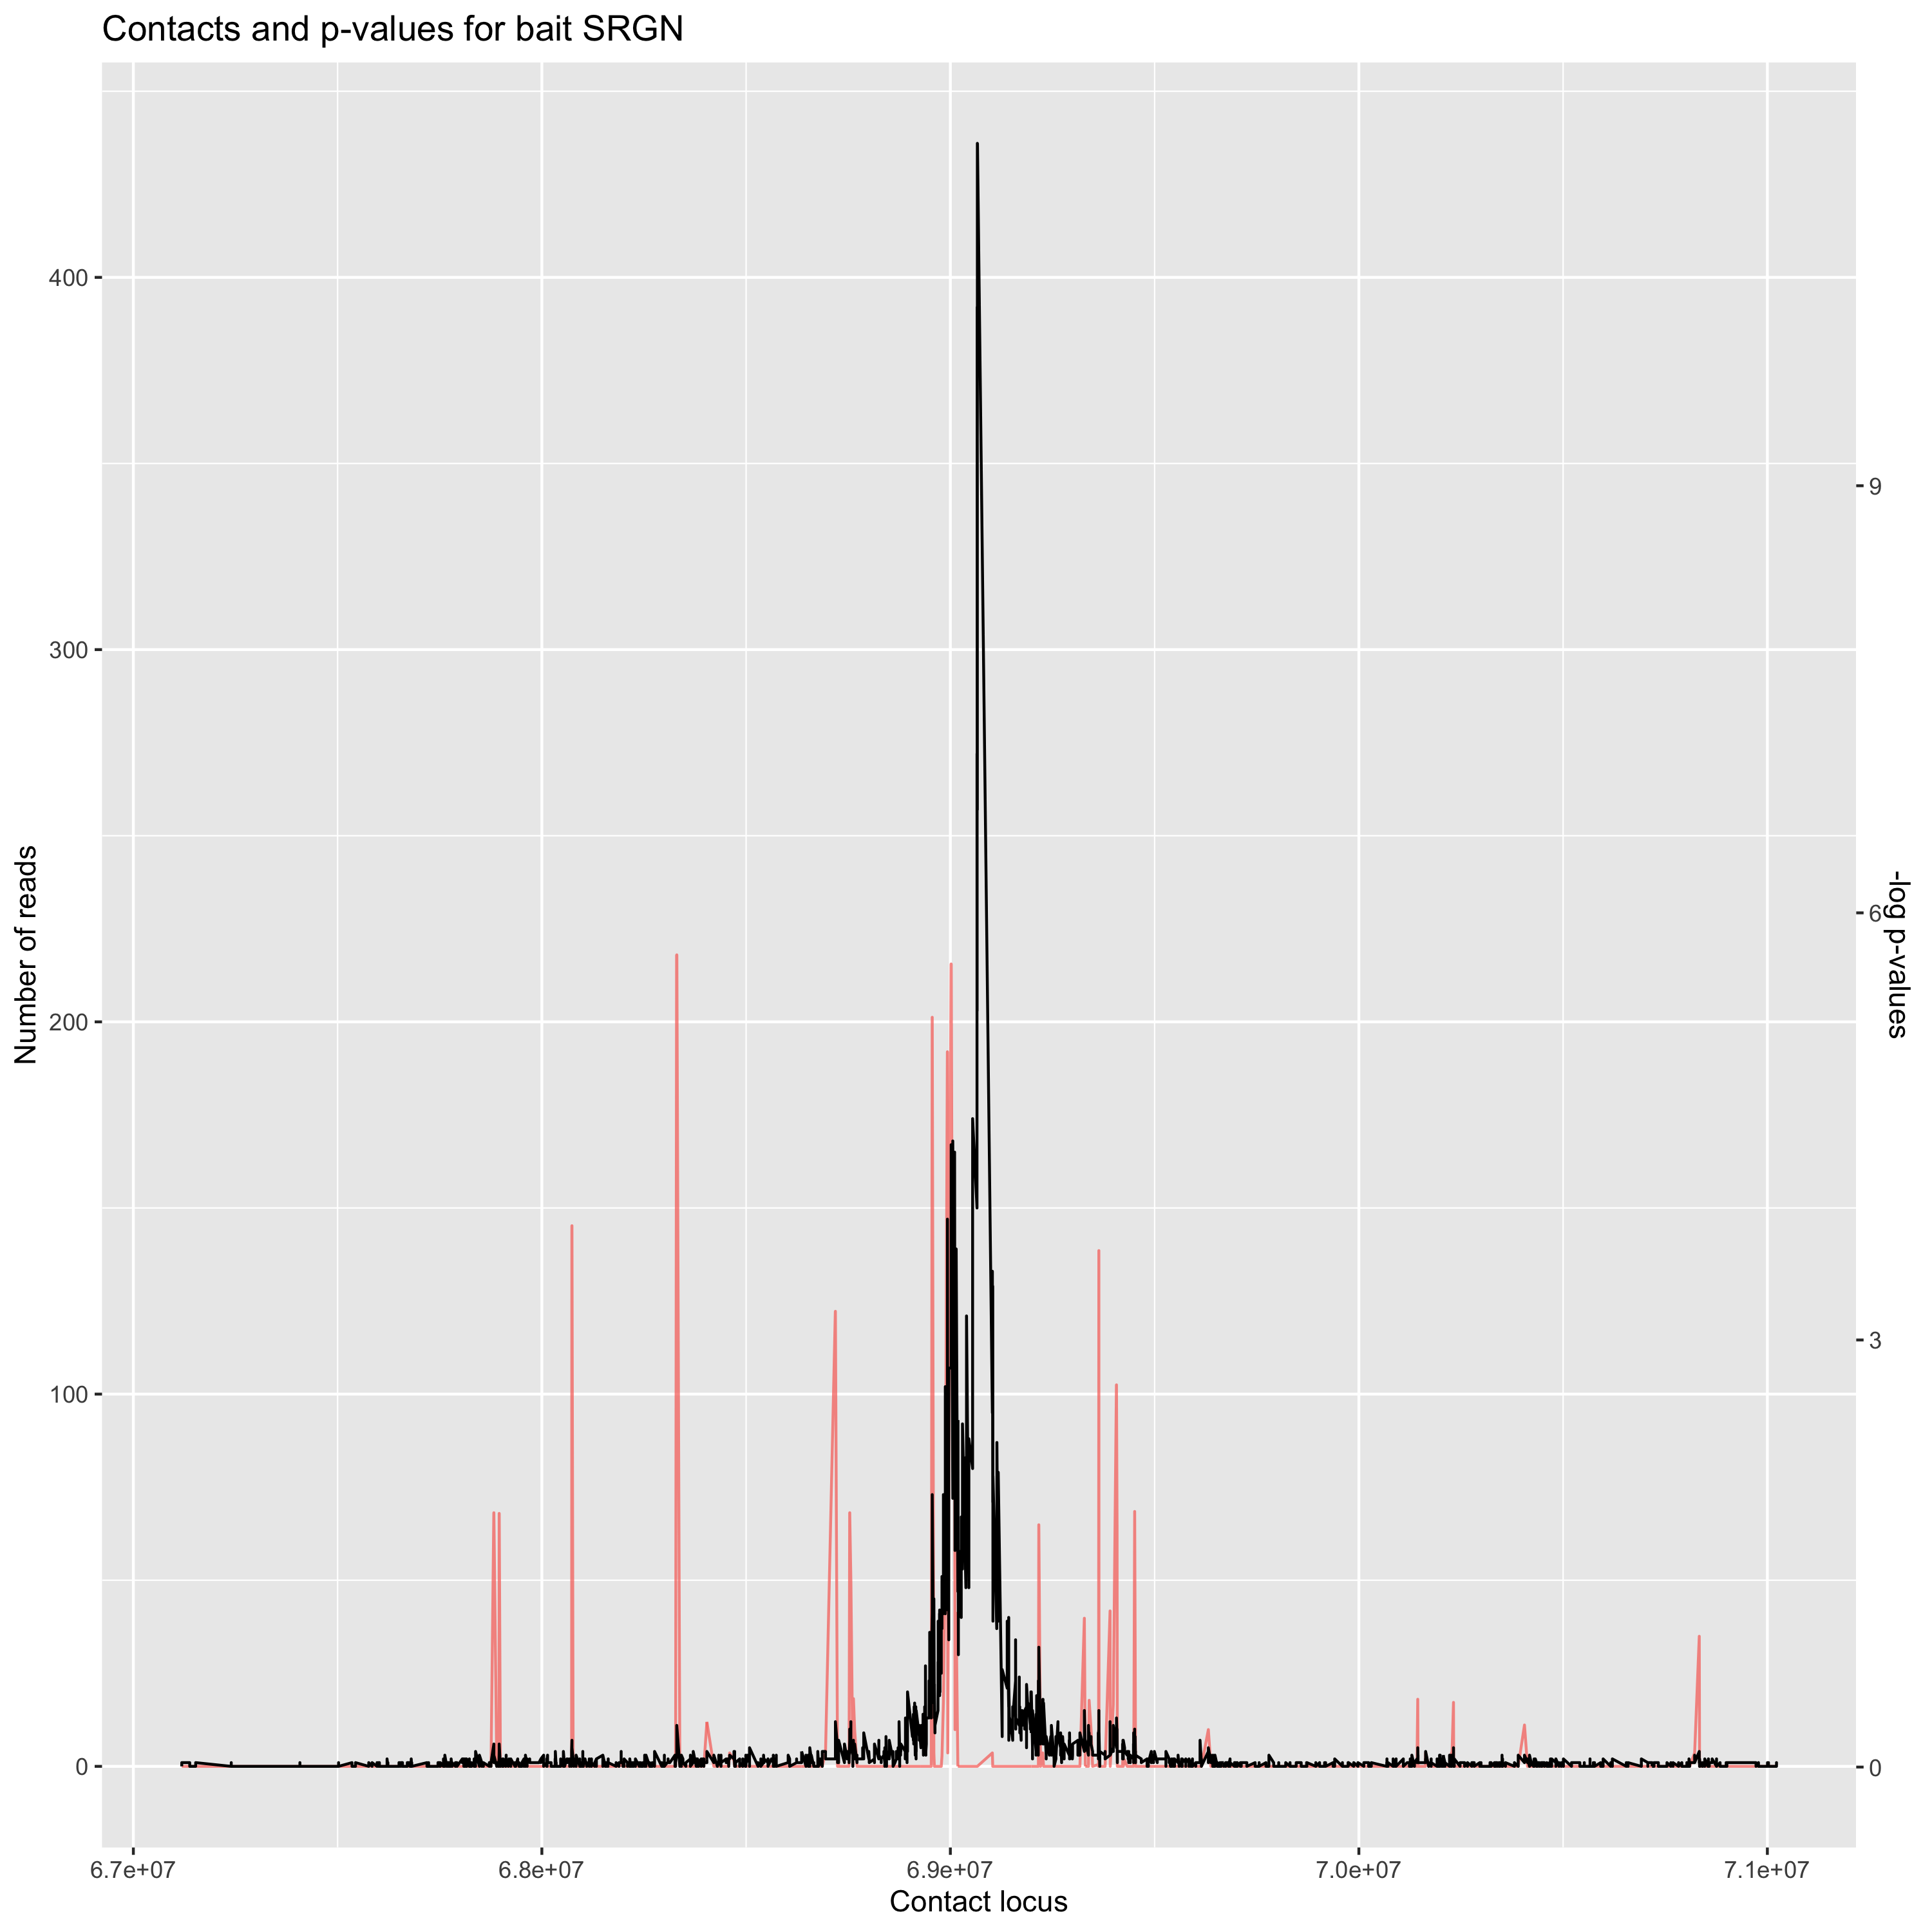 Contacts and p-values for bait SRGN
Number of reads
400
300
200
100
0
9
6
3
0
-log p-values
6.7e+07 6.8e+07 6.9e+07 7.0e+07 7.1e+07
Contact locus